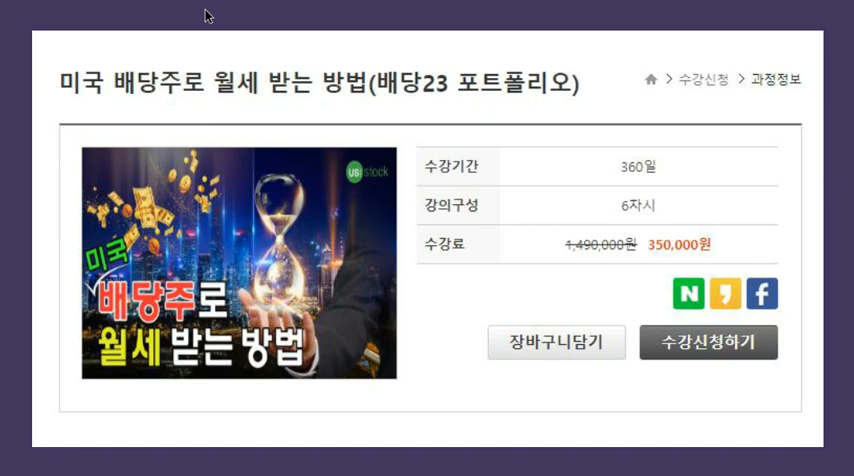 미국 배당주로 월세 받는 방법(배당23 포트폴리오)
수강신청 > 과정정보
us stock
미국
배당주로
월세 받는 방법
수강기간 360일
강의구성 6차시
수강료 1,490,000원 350,000원
N f
장바구니담기 수강신청하기